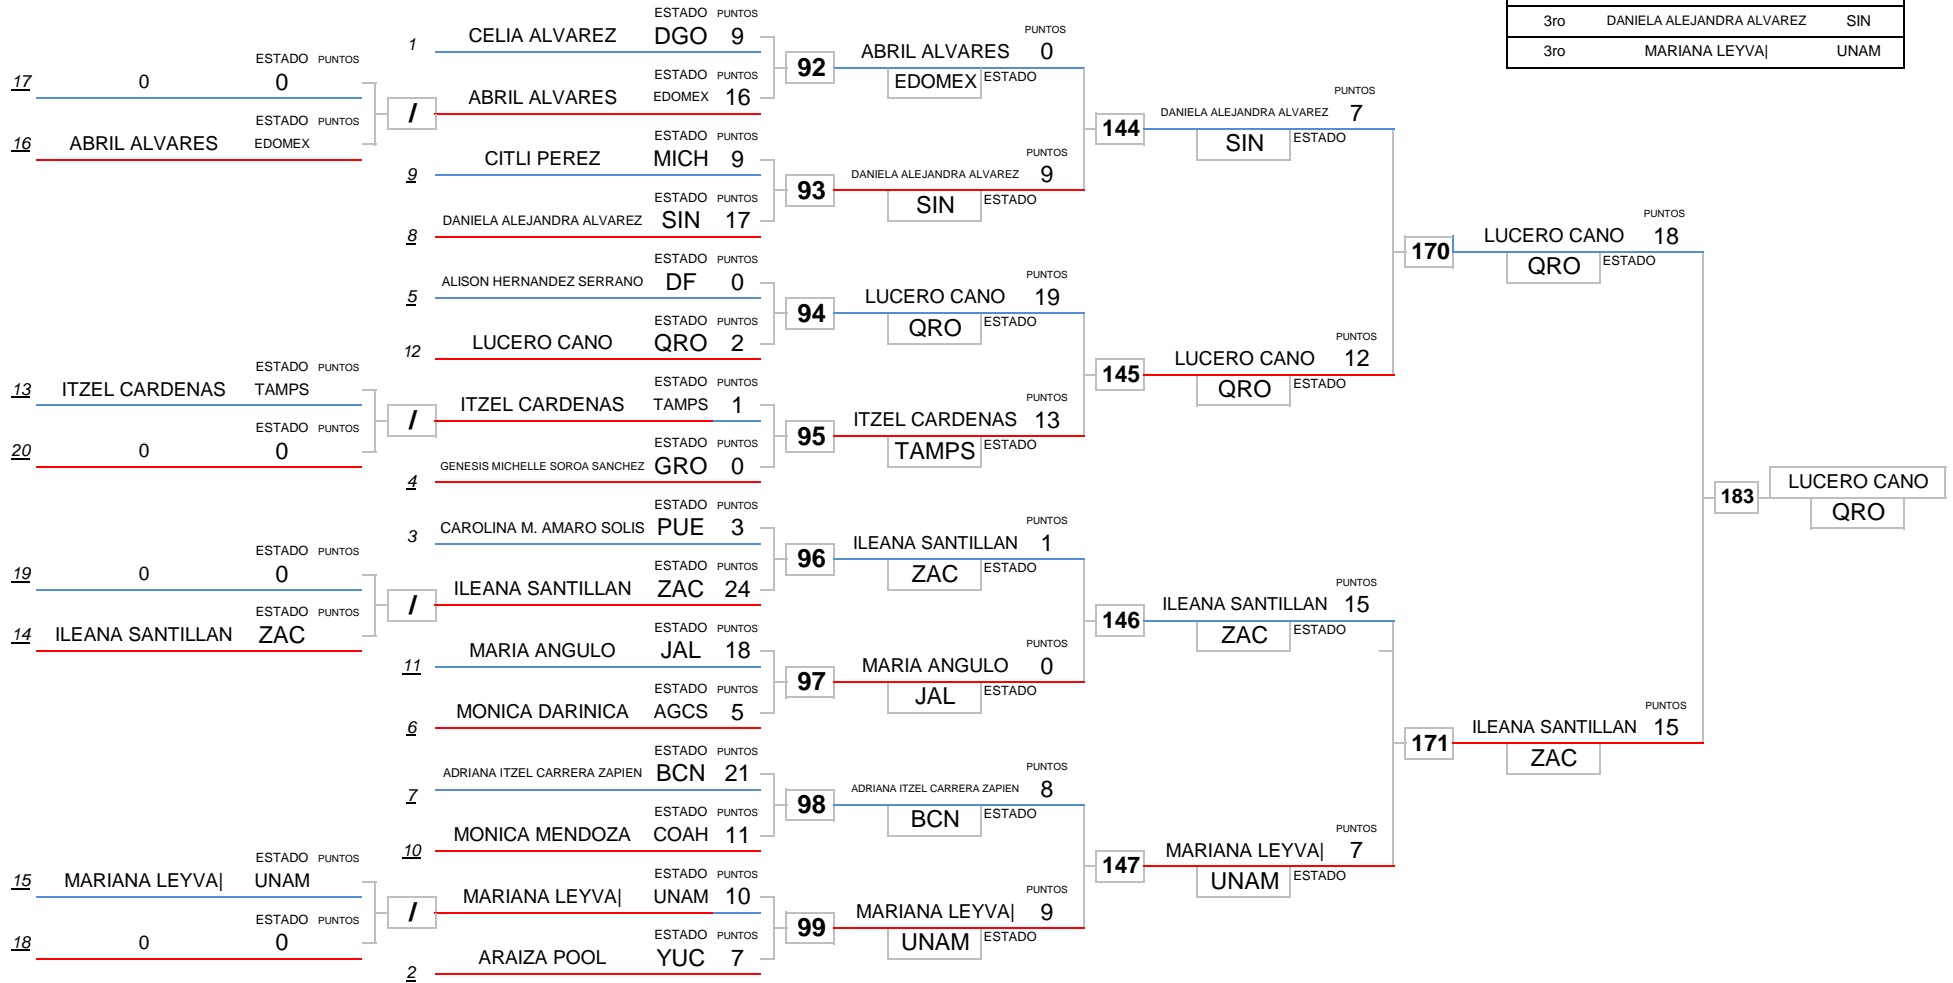 3ro DANIELA ALEJANDRA ALVAREZ SIN
3ro MARIANA LEYVA| UNAM
ESTADO PUNTOS
17 0 0
ESTADO PUNTOS
16 ABRIL ALVARES EDOMEX
/
ESTADO PUNTOS
13 ITZEL CARDENAS TAMPS
ESTADO PUNTOS
20 0 0
/
ESTADO PUNTOS
19 0 0
ESTADO PUNTOS
14 ILEANA SANTILLAN ZAC
/
ESTADO PUNTOS
15 MARIANA LEYVA| UNAM
ESTADO PUNTOS
18 0 0
/
ESTADO PUNTOS
1 CELIA ALVAREZ DGO 9
ESTADO PUNTOS
ABRIL ALVARES EDOMEX 16
92
ESTADO PUNTOS
9 CITLI PEREZ MICH 9
ESTADO PUNTOS
8 DANIELA ALEJANDRA ALVAREZ SIN 17
93
ESTADO PUNTOS
5 ALISON HERNANDEZ SERRANO DF 0
ESTADO PUNTOS
12 LUCERO CANO QRO 2
94
ESTADO PUNTOS
ITZEL CARDENAS TAMPS 1
ESTADO PUNTOS
4 GENESIS MICHELLE SOROA SANCHEZ GRO 0
95
ESTADO PUNTOS
3 CAROLINA M. AMARO SOLIS PUE 3
ESTADO PUNTOS
ILEANA SANTILLAN ZAC 24
96
ESTADO PUNTOS
11 MARIA ANGULO JAL 18
ESTADO PUNTOS
6 MONICA DARINICA AGCS 5
97
ESTADO PUNTOS
7 ADRIANA ITZEL CARRERA ZAPIEN BCN 21
ESTADO PUNTOS
10 MONICA MENDOZA COAH 11
98
ESTADO PUNTOS
MARIANA LEYVA| UNAM 10
ESTADO PUNTOS
2 ARAIZA POOL YUC 7
99
PUNTOS
ABRIL ALVARES 0
EDOMEX ESTADO
PUNTOS
DANIELA ALEJANDRA ALVAREZ 9
SIN ESTADO
144
PUNTOS
LUCERO CANO 19
QRO ESTADO
PUNTOS
ITZEL CARDENAS 13
TAMPS ESTADO
145
PUNTOS
ILEANA SANTILLAN 1
ZAC ESTADO
PUNTOS
MARIA ANGULO 0
JAL ESTADO
146
PUNTOS
ADRIANA ITZEL CARRERA ZAPIEN 8
BCN ESTADO
PUNTOS
MARIANA LEYVA| 9
UNAM ESTADO
147
PUNTOS
DANIELA ALEJANDRA ALVAREZ 7
SIN ESTADO
PUNTOS
LUCERO CANO 12
QRO ESTADO
170
PUNTOS
ILEANA SANTILLAN 15
ZAC ESTADO
PUNTOS
MARIANA LEYVA| 7
UNAM ESTADO
171
PUNTOS
LUCERO CANO 18
QRO ESTADO
PUNTOS
ILEANA SANTILLAN 15
ZAC
183
LUCERO CANO
QRO